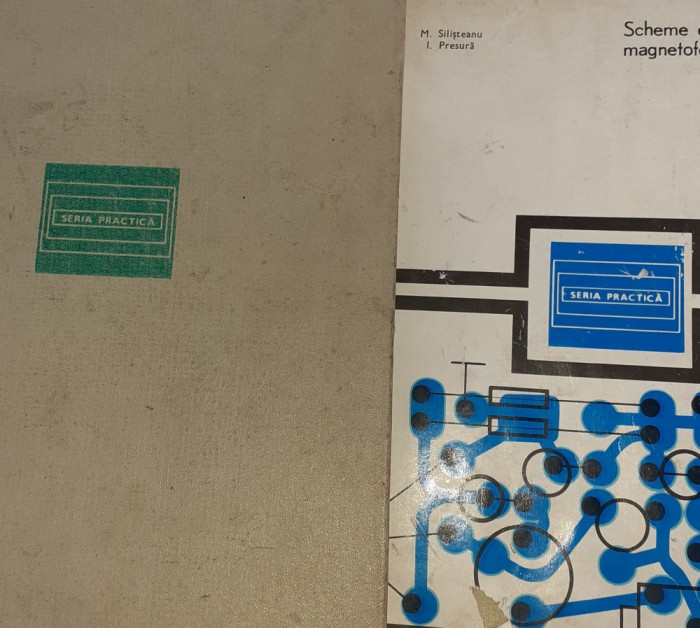 SERIA PRACTICĂ
M. Silişteanu
I. Presură
Scheme
SERIA PRACTICĂ